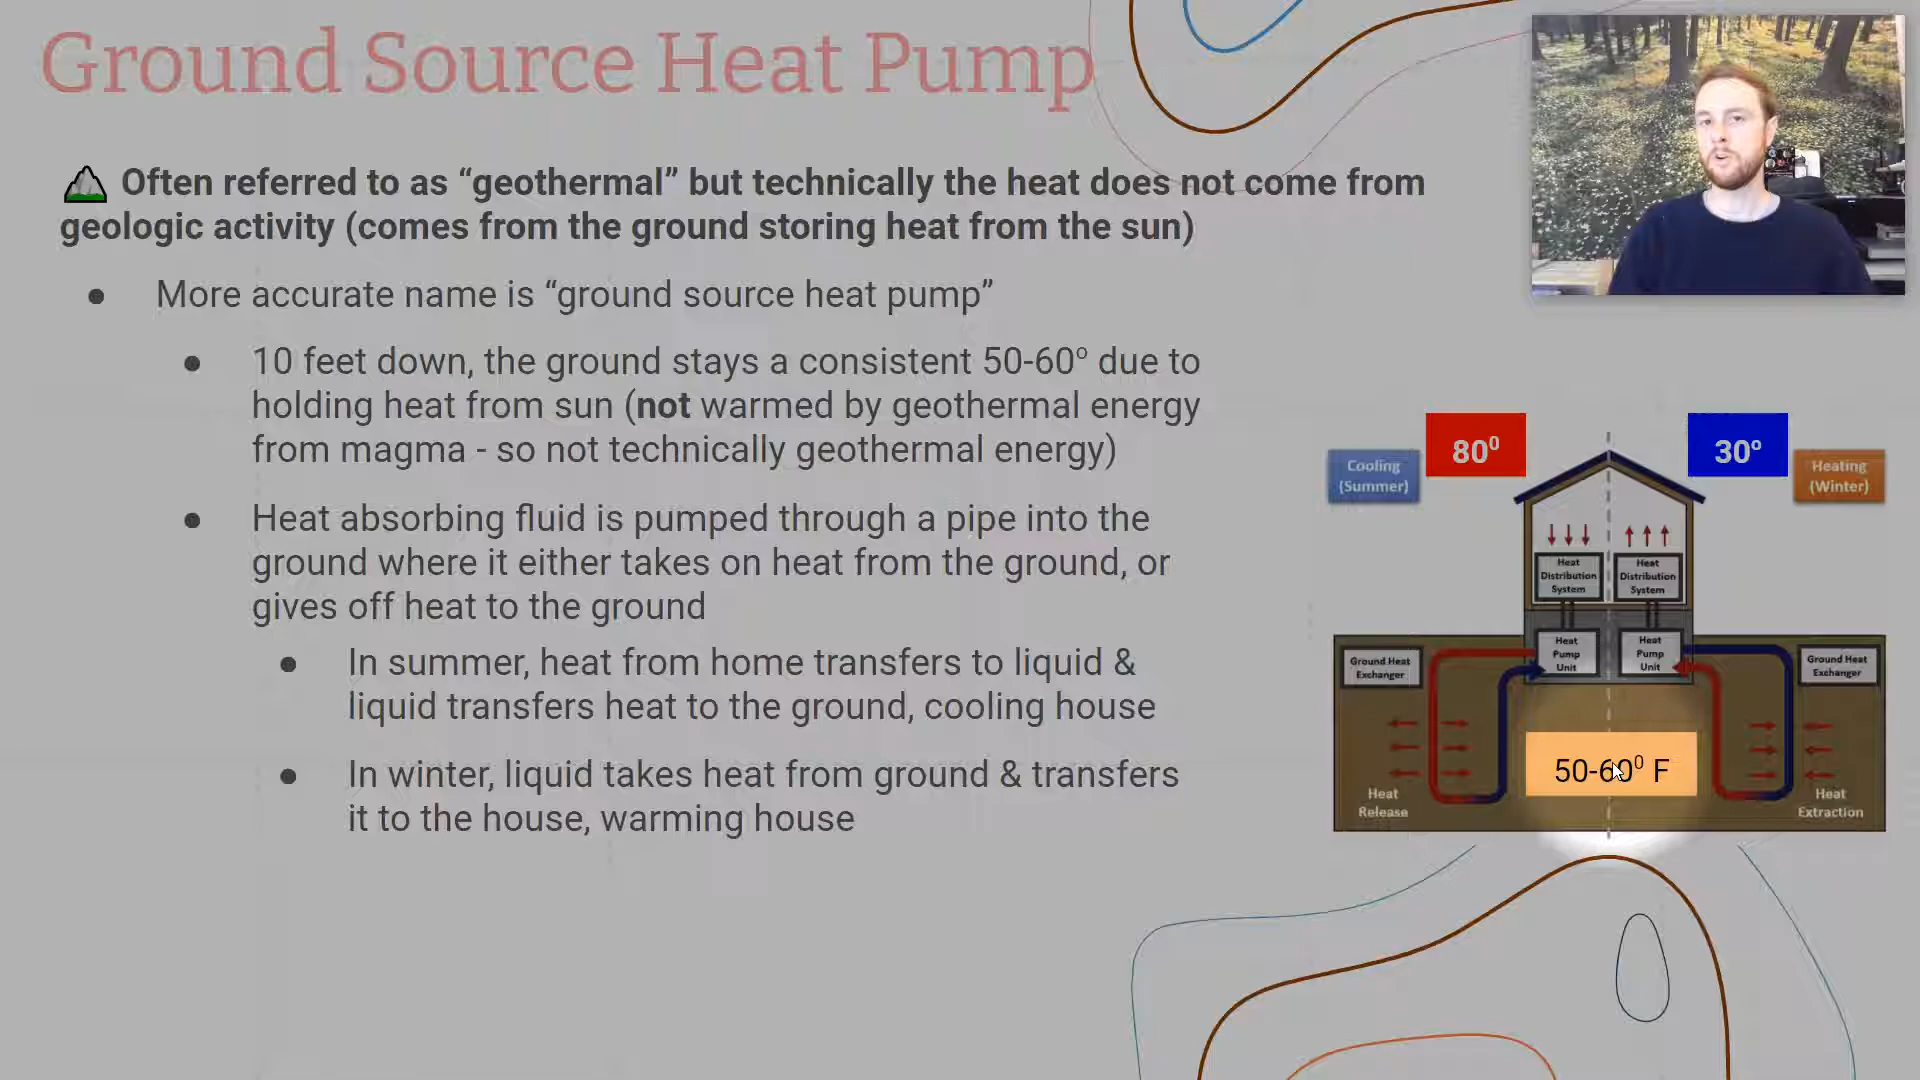 Ground Source Heat Pump
Often referred to as “geothermal” but technically the heat does not come from
geologic activity (comes from the ground storing heat from the sun)
More accurate name is “ground source heat pump”
10 feet down, the ground stays a consistent 50-60º due to
holding heat from sun (not warmed by geothermal energy
from magma - so not technically geothermal energy)
Heat absorbing fluid is pumped through a pipe into the
ground where it either takes on heat from the ground, or
gives off heat to the ground
In summer, heat from home transfers to liquid &
liquid transfers heat to the ground, cooling house
In winter, liquid takes heat from ground & transfers
it to the house, warming house
Cooling
(Summer)
80⁰
30º
Heating
(Winter)
Heat
Distribution
System
Heat
Distribution
System
Heat
Pump
Unit
Heat
Pump
Unit
Ground Heat
Exchanger
Ground Heat
Exchanger
50-60⁰ F
Heat
Release
Heat
Extraction